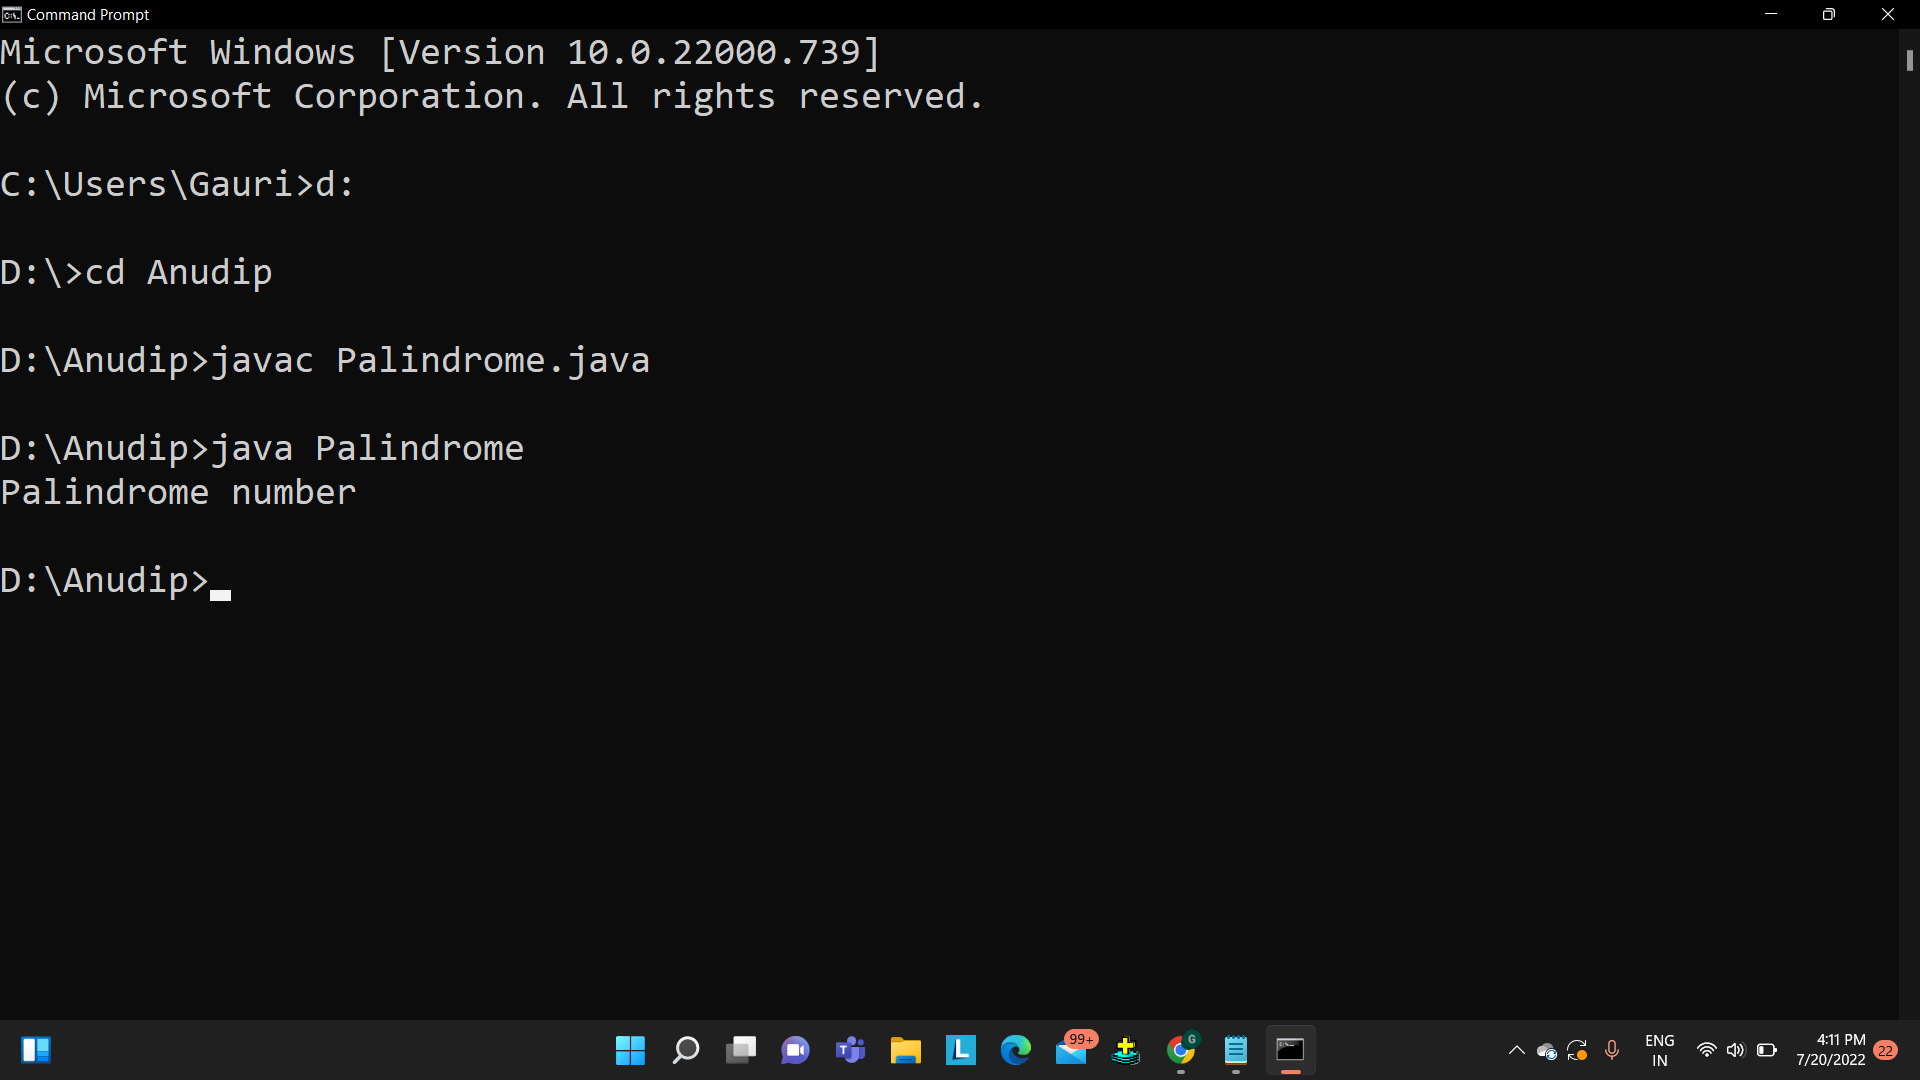 Command Prompt
Microsoft Windows [Version 10.0.22000.739]
(c) Microsoft Corporation. All rights reserved.
C:\Users\Gauri>d:
D:\>cd Anudip
D:\Anudip>javac Palindrome.java
D:\Anudip>java Palindrome
Palindrome number
D:\Anudip>
L
99+
G
ENG
IN
4:11 PM
7/20/2022
22